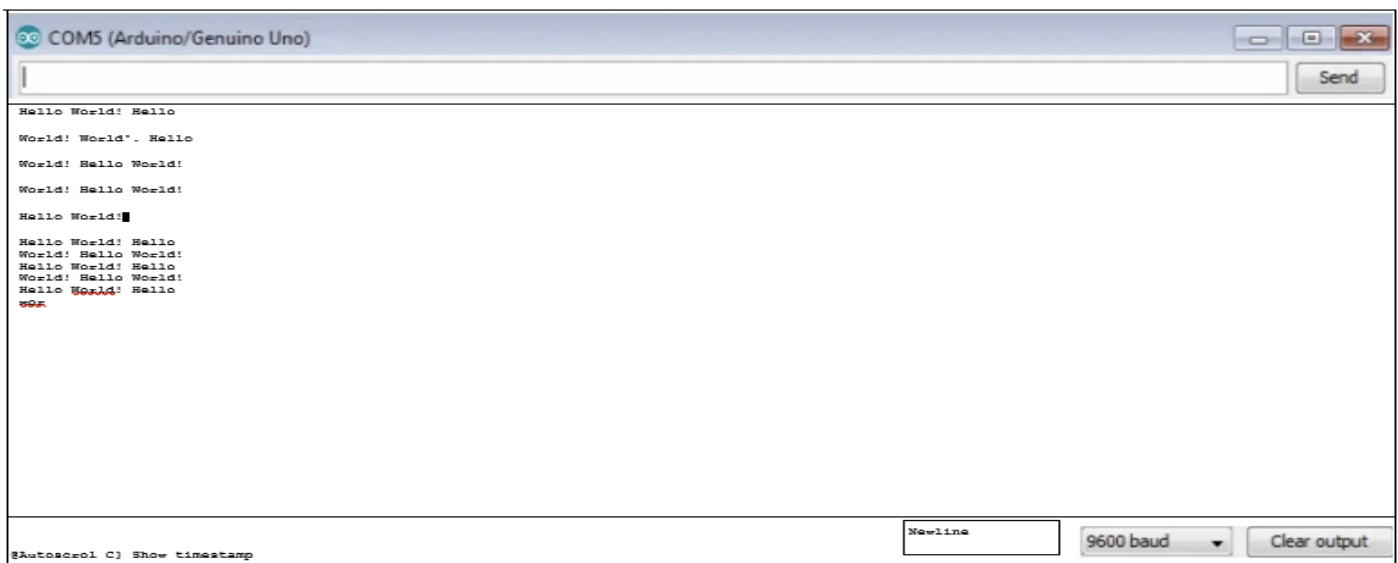 COM5 (Arduino/Genuino Uno)
Send
Hello World! Hello
World! World". Hello
World! Hello World!
World! Hello World!
Hello World!
Hello World! Hello
World! Hello World!
Hello World! Hello
World! Hello World!
Hello World! Hello
Newline
9600 baud
Clear output
@Autoscrol C] Show timestamp